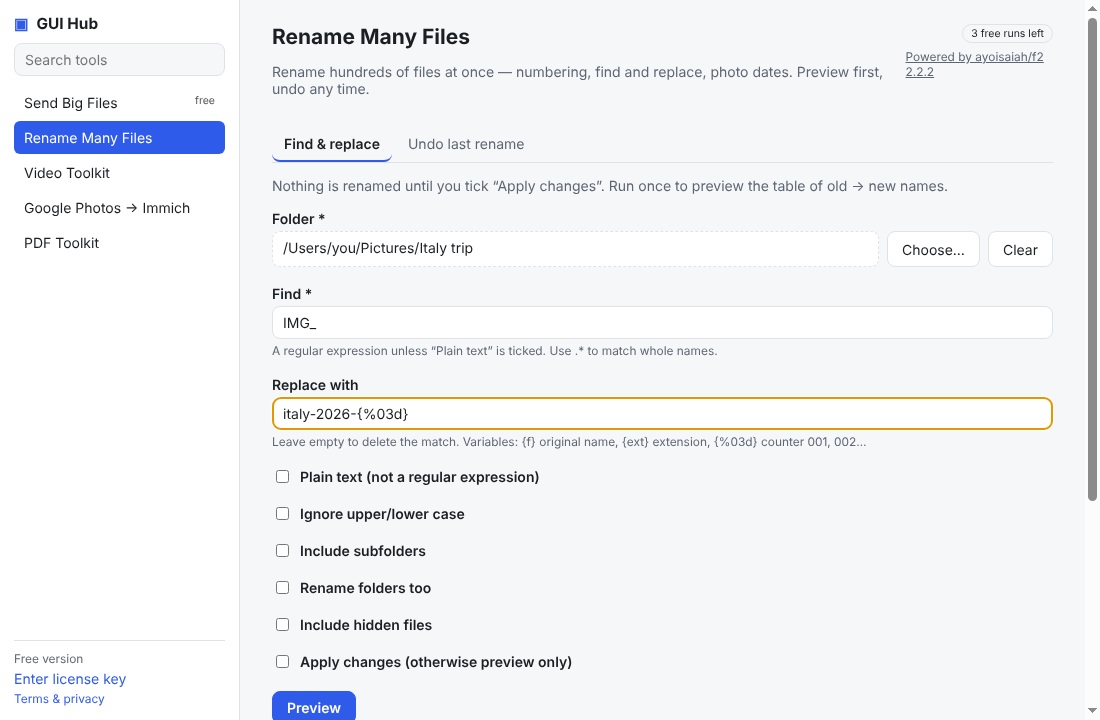 GUI Hub
Search tools
Send Big Files
free
Rename Many Files
Video Toolkit
Google Photos → Immich
PDF Toolkit
Free version
Enter license key
Terms & privacy
Rename Many Files
3 free runs left
Powered by ayoisaiah/f2
2.2.2
Rename hundreds of files at once — numbering, find and replace, photo dates. Preview first,
undo any time.
Find & replace
Undo last rename
Nothing is renamed until you tick “Apply changes”. Run once to preview the table of old → new names.
Folder *
/Users/you/Pictures/Italy trip
Choose...
Clear
Find *
IMG_
A regular expression unless “Plain text” is ticked. Use .* to match whole names.
Replace with
italy-2026-{%03d}
Leave empty to delete the match. Variables: {f} original name, {ext} extension, {%03d} counter 001, 002…
Plain text (not a regular expression)
Ignore upper/lower case
Include subfolders
Rename folders too
Include hidden files
Apply changes (otherwise preview only)
Preview